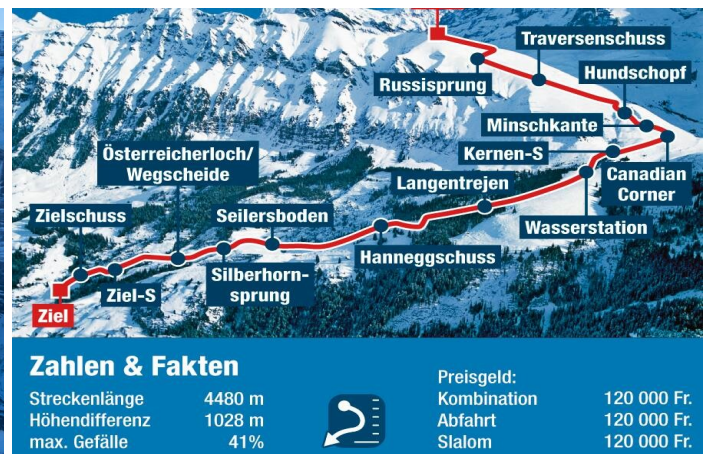 Traversenschuss
Russisprung
Hundschopf
Minschkante
Kernen-S
Canadian
Corner
Österreicherloch/
Wegscheide
Langentrejen
Wasserstation
Zielschuss
Seilersboden
Hanneggschuss
Ziel-S
Silberhorn-
sprung
Ziel
Zahlen & Fakten
Streckenlänge 4480 m
Höhendifferenz 1028 m
max. Gefälle 41%
Preisgeld:
Kombination 120 000 Fr.
Abfahrt 120 000 Fr.
Slalom 120 000 Fr.